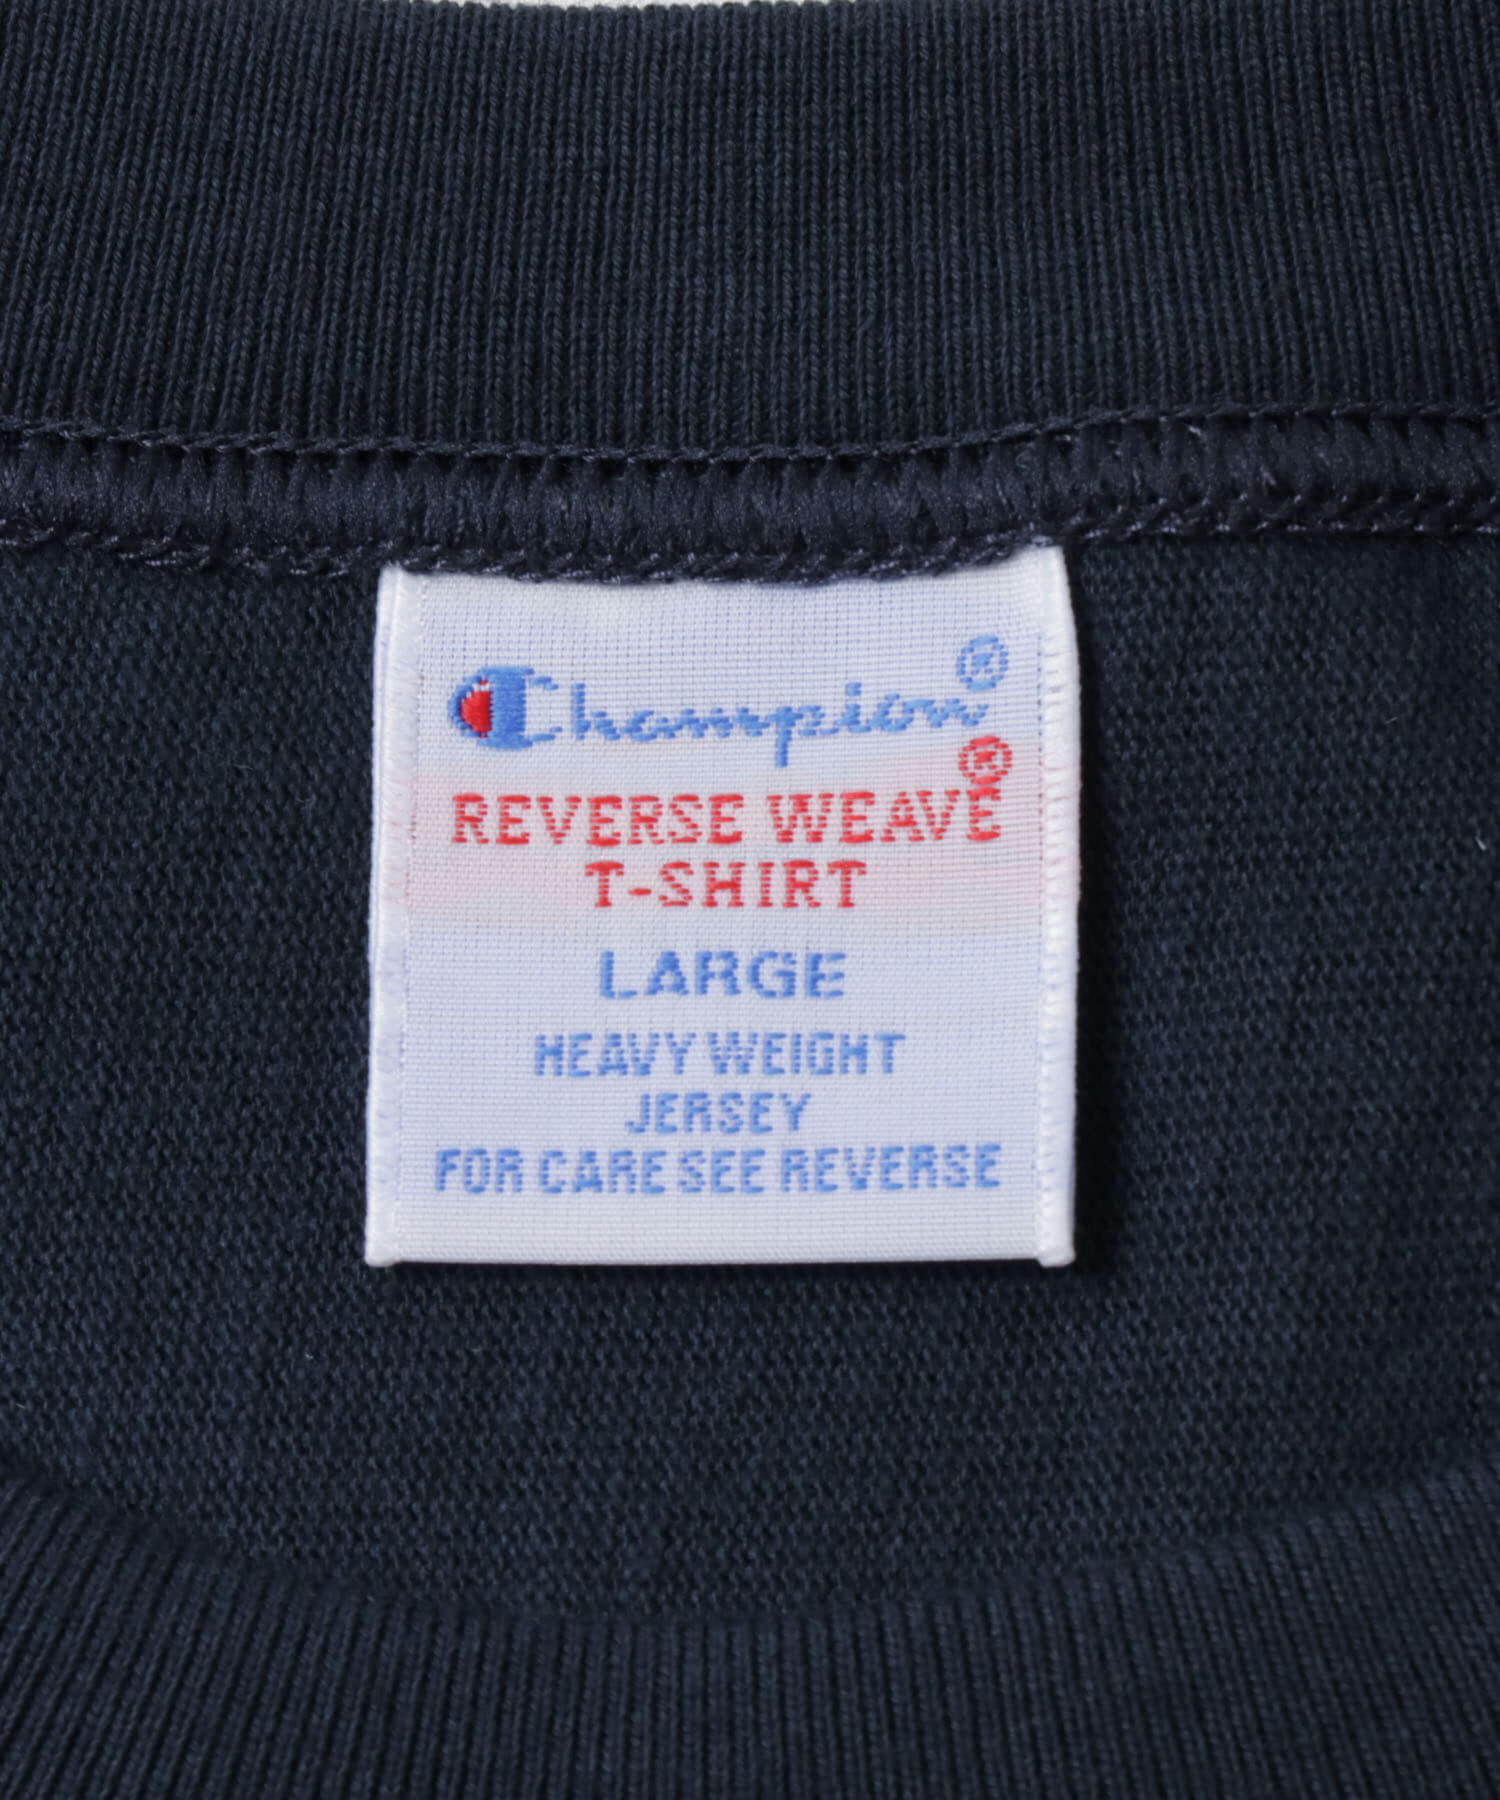 Champion®
REVERSE WEAVE®
T-SHIRT
LARGE
HEAVY WEIGHT
JERSEY
FOR CARE SEE REVERSE